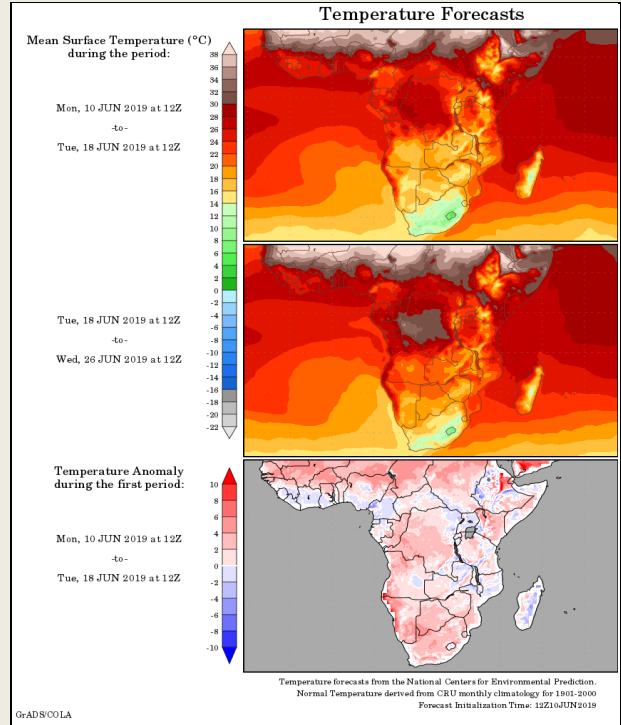 Temperature Forecasts
Mean Surface Temperature (°C)
during the period:
Mon, 10 JUN 2019 at 12Z
-to-
Tue, 18 JUN 2019 at 12Z
38
36
34
32
30
28
26
24
22
20
18
16
14
12
10
8
6
4
2
0
-2
-4
-6
-8
-10
-12
-16
-18
-20
-22
Tue, 18 JUN 2019 at 12Z
-to-
Wed, 26 JUN 2019 at 12Z
Temperature Anomaly
during the first period:
Mon, 10 JUN 2019 at 12Z
-to-
Tue, 18 JUN 2019 at 12Z
10
8
6
4
2
0
-2
-4
-6
-8
-10
Temperature forecasts from the National Centers for Environmental Prediction.
Normal Temperature derived from CRU monthly climatology for 1901-2000
Forecast Initialization Time: 12Z10JUN2019
GrADS/COLA